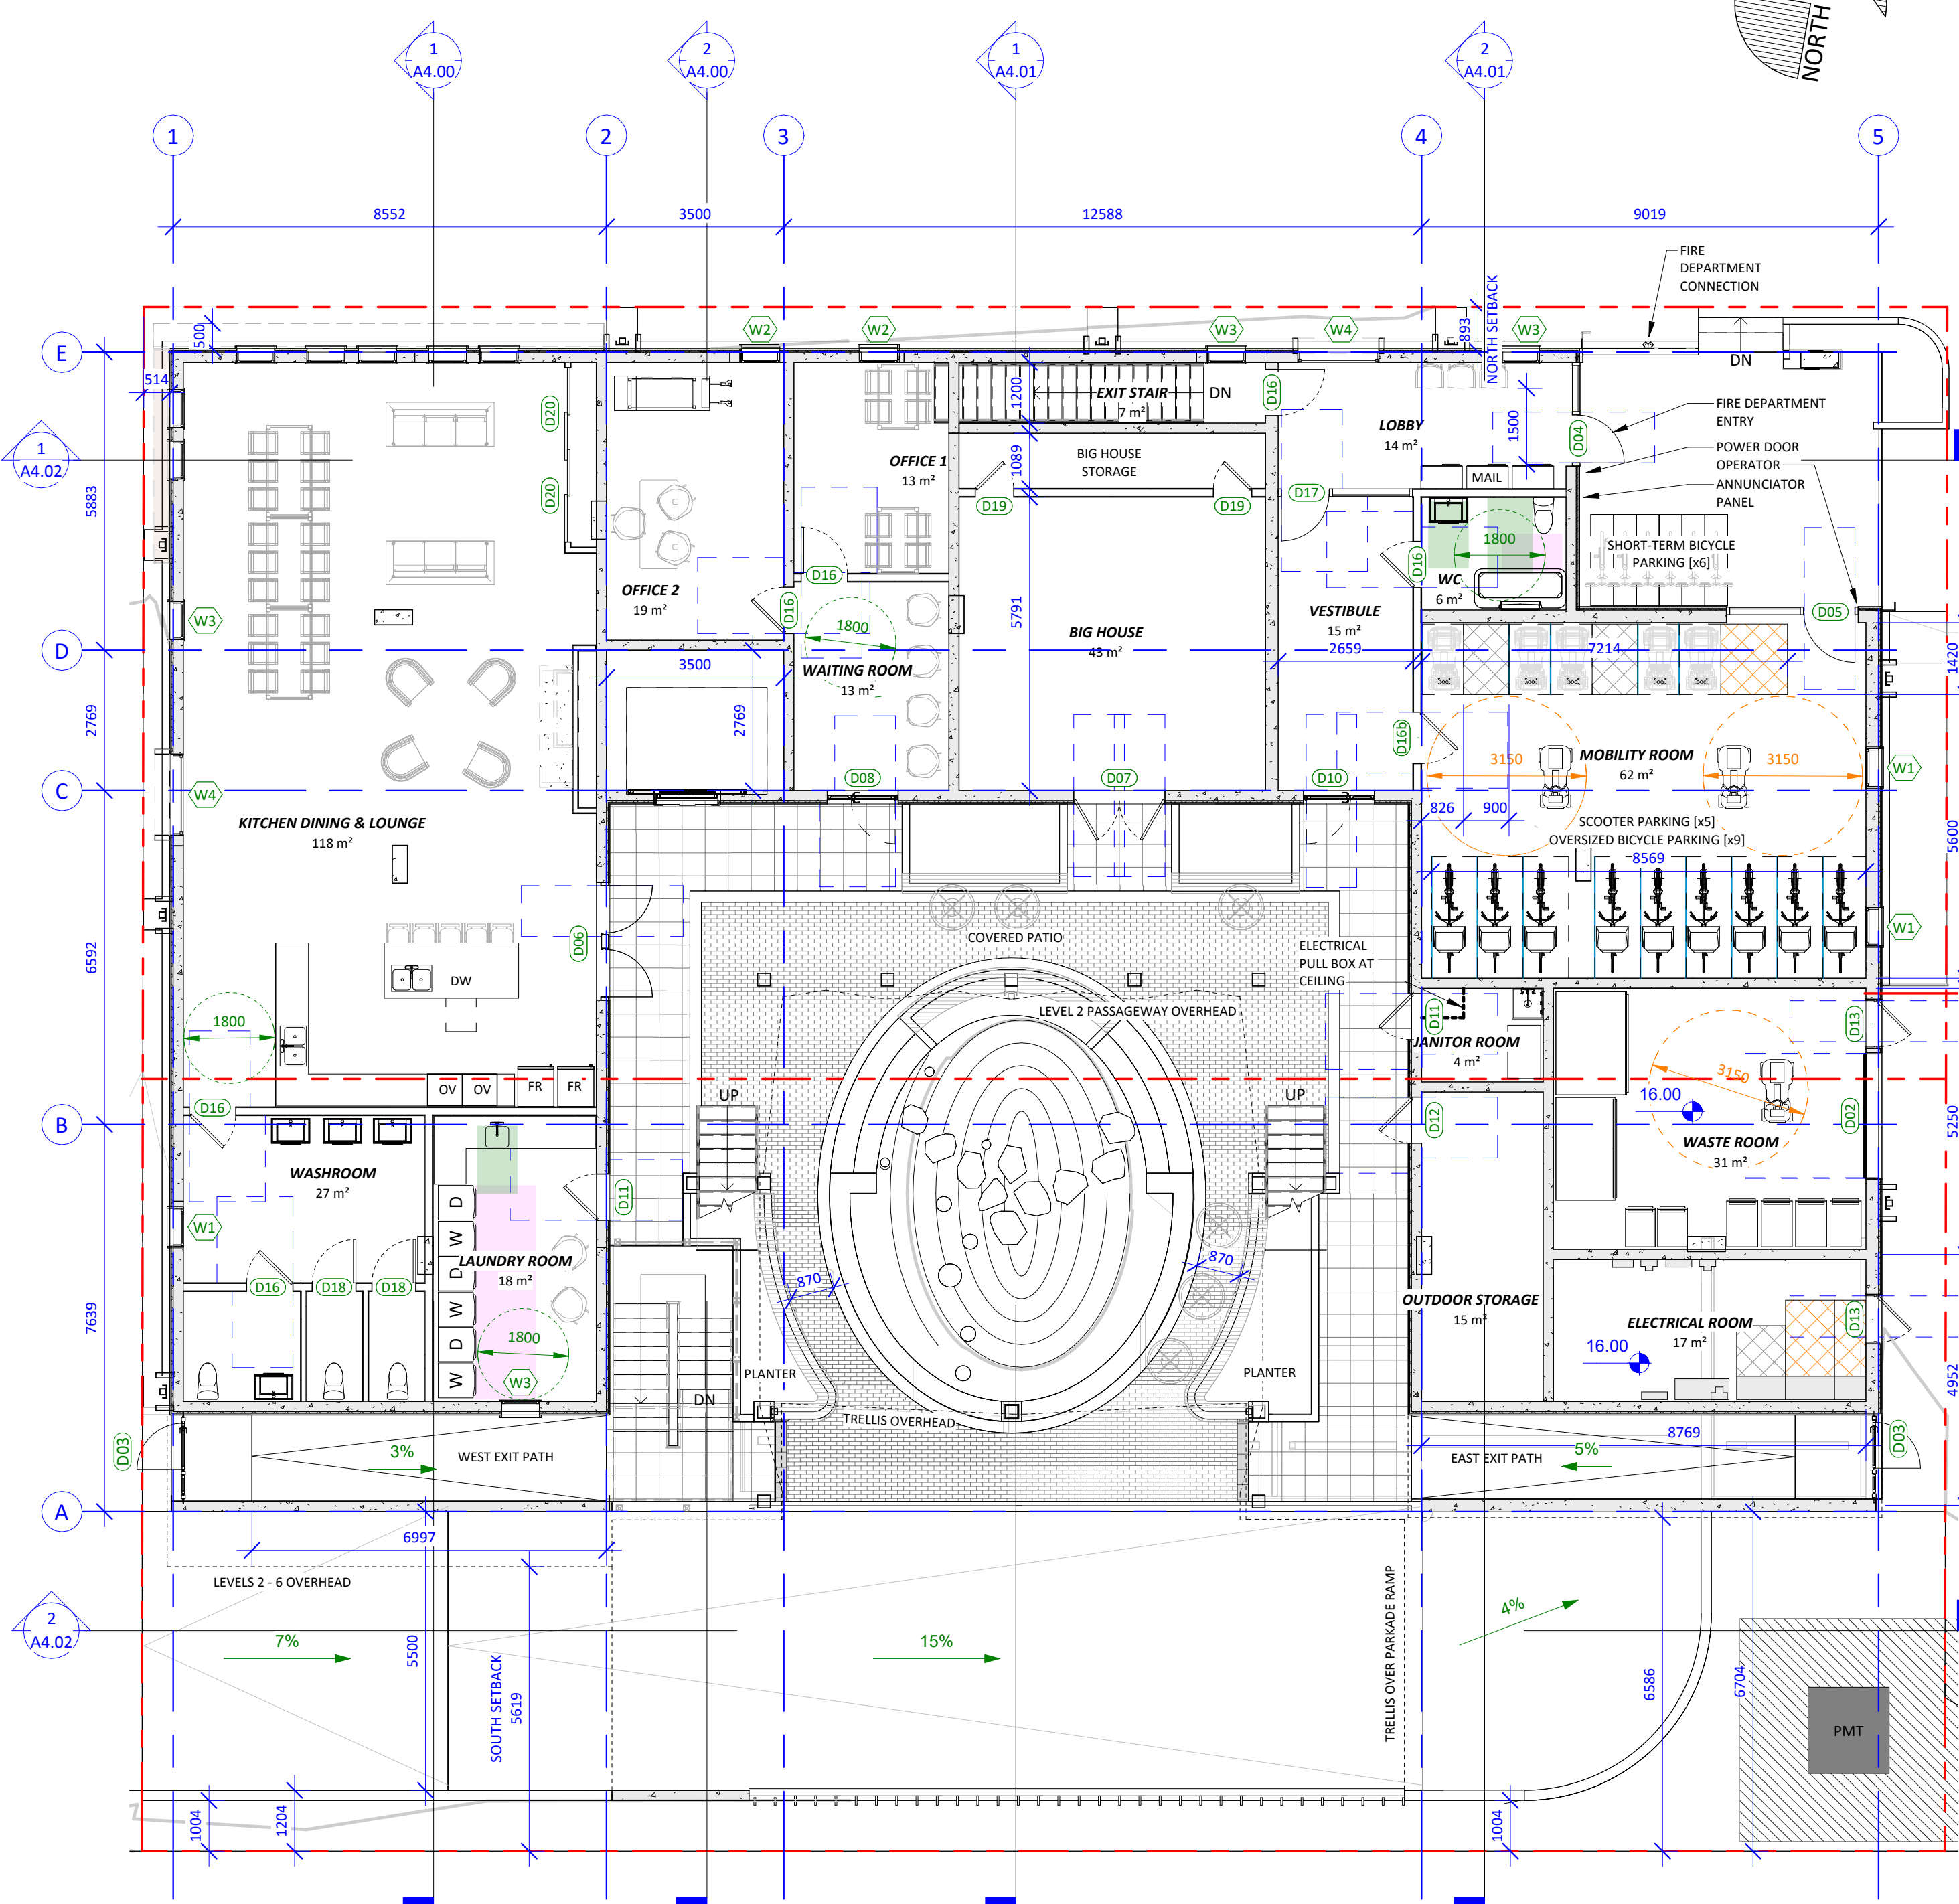 NORTH
1
A4.00
2
A4.00
1
A4.01
2
A4.01
1
2
3
4
5
8552
3500
12588
9019
FIRE
DEPARTMENT
CONNECTION
NORTH SETBACK
893
500
W2
W2
W3
W4
W3
E
DN
514
1200
EXIT STAIR
7 m²
DN
D16
D20
D20
1
A4.02
LOBBY
14 m²
1500
D04
FIRE DEPARTMENT
ENTRY
POWER DOOR
OPERATOR
ANNUNCIATOR
PANEL
OFFICE 1
13 m²
1089
BIG HOUSE
STORAGE
MAIL
D19
D19
D17
5883
SHORT-TERM BICYCLE
PARKING [x6]
1800
D16
WC
6 m²
D16
D16
OFFICE 2
19 m²
W3
1800
5791
BIG HOUSE
43 m²
VESTIBULE
15 m²
2659
D05
D
7214
1420
3500
WAITING ROOM
13 m²
2769
2769
D16b
3150
MOBILITY ROOM
62 m²
3150
W1
D08
D07
D10
C
W4
826
900
KITCHEN DINING & LOUNGE
118 m²
SCOOTER PARKING [x5]
OVERSIZED BICYCLE PARKING [x9]
8569
5600
W1
6592
D06
COVERED PATIO
ELECTRICAL
PULL BOX AT
CEILING
DW
LEVEL 2 PASSAGEWAY OVERHEAD
1800
D11
JANITOR ROOM
4 m²
D13
OV
OV
FR
FR
3150
UP
UP
16.00
D16
D12
D02
B
WASTE ROOM
31 m²
5250
WASHROOM
27 m²
D11
W1
D
W
D
W
D
W
LAUNDRY ROOM
18 m²
D16
D18
D18
870
870
7639
OUTDOOR STORAGE
15 m²
ELECTRICAL ROOM
17 m²
16.00
D13
1800
W3
PLANTER
PLANTER
4952
DN
TRELLIS OVERHEAD
D03
3%
WEST EXIT PATH
EAST EXIT PATH
5%
8769
D03
A
6997
LEVELS 2 - 6 OVERHEAD
2
A4.02
7%
5500
SOUTH SETBACK
5619
15%
TRELLIS OVER PARKADE RAMP
4%
6586
6704
PMT
1004
1204
1004